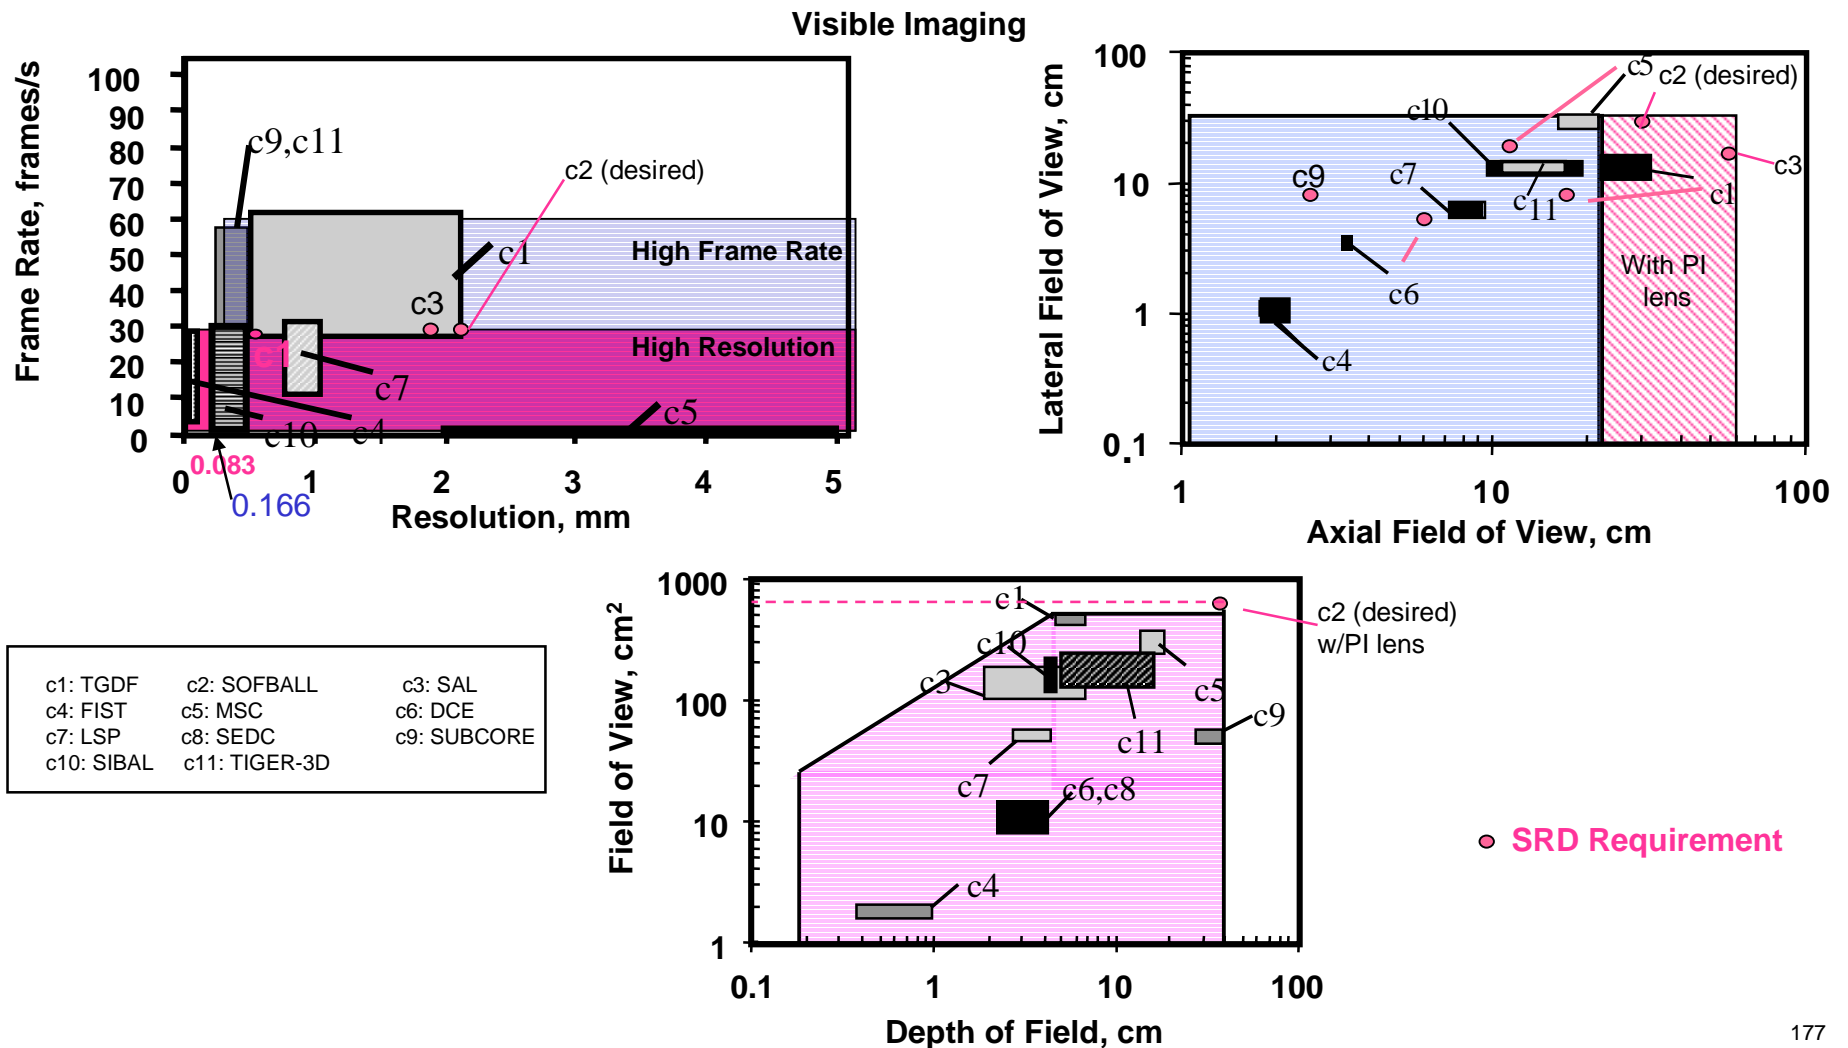 Visible Imaging
Frame Rate, frames/s
100
90
80
70
60
50
40
30
20
10
0
c9,c11
c2 (desired)
c1
High Frame Rate
c3
c1
High Resolution
c7
c5
c10
c4
0.083
0 1 2 3 4 5
0.166
Resolution, mm
Lateral Field of View, cm
100
10
1
0.1
c5
c2 (desired)
c10
c9
c7
c11
c3
c1
c6
c4
With PI
lens
1 10 100
Axial Field of View, cm
Field of View, cm²
1000
100
10
1
c1
c10
c3
c5
c2 (desired)
w/PI lens
c9
c11
c7
c6,c8
c4
0.1 1 10 100
Depth of Field, cm
c1: TGDF c2: SOFBALL c3: SAL
c4: FIST c5: MSC c6: DCE
c7: LSP c8: SEDC c9: SUBCORE
c10: SIBAL c11: TIGER-3D
SRD Requirement
177